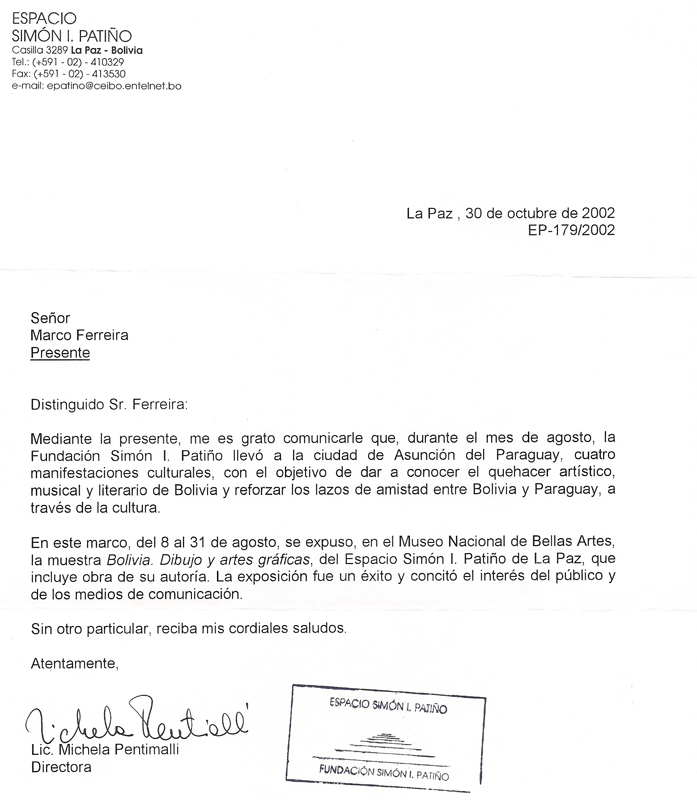 ESPACIO
SIMÓN I. PATIÑO
Casilla 3289 La Paz - Bolivia
Tel.: (+591 - 02) - 410329
Fax: (+591 - 02) - 413530
e-mail: epatino@ceibo.entelnet.bo
La Paz , 30 de octubre de 2002
EP-179/2002
Señor
Marco Ferreira
Presente
Distinguido Sr. Ferreira:
Mediante la presente, me es grato comunicarle que, durante el mes de agosto, la
Fundación Simón I. Patiño llevó a la ciudad de Asunción del Paraguay, cuatro
manifestaciones culturales, con el objetivo de dar a conocer el quehacer artístico,
musical y literario de Bolivia y reforzar los lazos de amistad entre Bolivia y Paraguay, a
través de la cultura.
En este marco, del 8 al 31 de agosto, se expuso, en el Museo Nacional de Bellas Artes,
la muestra Bolivia. Dibujo y artes gráficas, del Espacio Simón I. Patiño de La Paz, que
incluye obra de su autoría. La exposición fue un éxito y concitó el interés del público y
de los medios de comunicación.
Sin otro particular, reciba mis cordiales saludos.
Atentamente,
Michela Pentimalli
Lic. Michela Pentimalli
Directora
ESPACIO SIMÓN I. PATIÑO
FUNDACIÓN SIMÓN I. PATIÑO